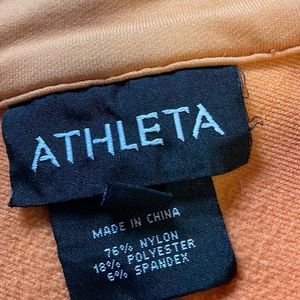 ATHLETA
MADE IN CHINA
76% NYLON
18% POLYESTER
6% SPANDEX